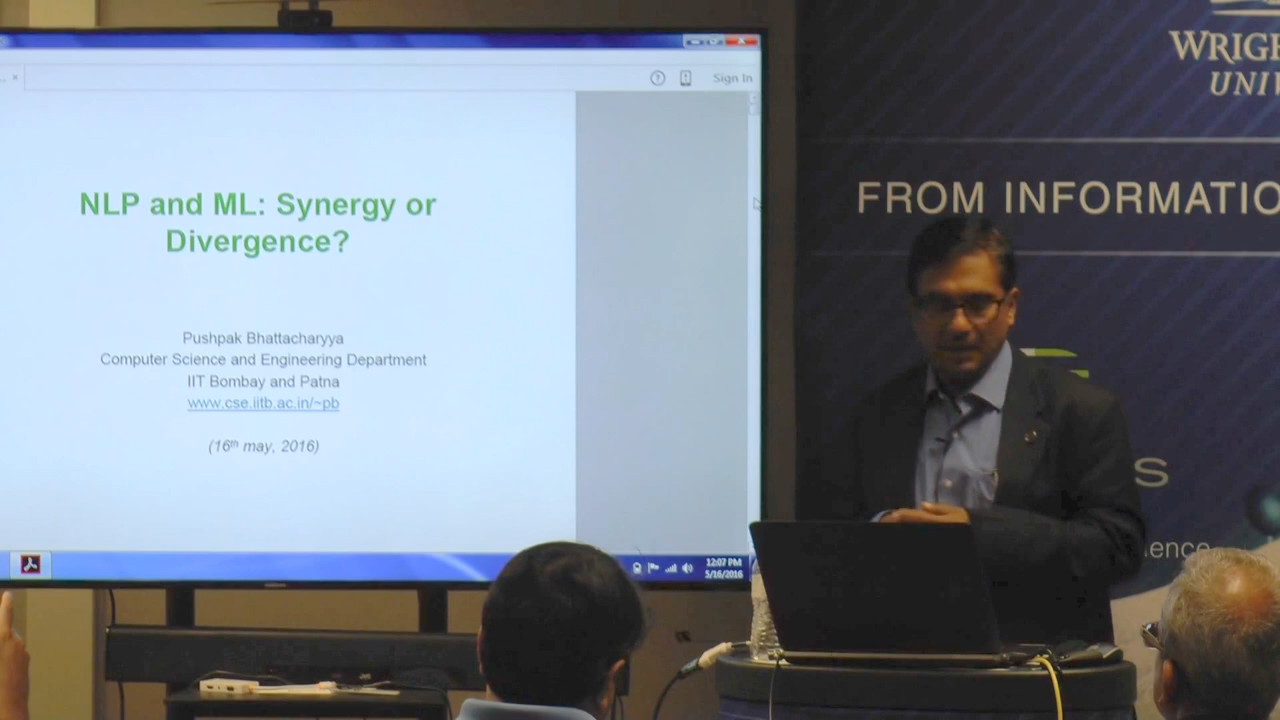 Sign In
NLP and ML: Synergy or
Divergence?
Pushpak Bhattacharyya
Computer Science and Engineering Department
IIT Bombay and Patna
www.cse.iitb.ac.in/~pb
(16th may, 2016)
12:07 PM
5/16/2016
WRIGH
UNIV
FROM INFORMATIO
S
ience